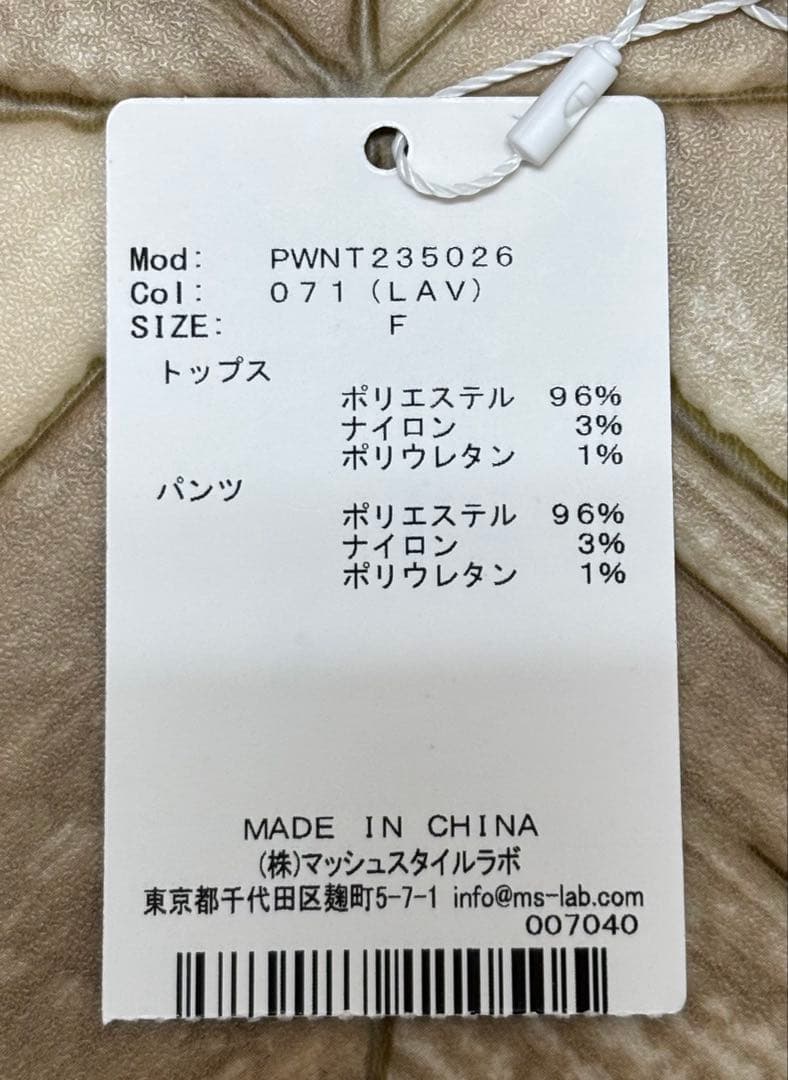 Mod: PWNT235026
Col: 071(LAV)
SIZE: F
トップス
ポリエステル 96%
ナイロン 3%
ポリウレタン 1%
パンツ
ポリエステル 96%
ナイロン 3%
ポリウレタン 1%
MADE IN CHINA
(株)マッシュスタイルラボ
東京都千代田区麹町5-7-1 info@ms-lab.com
007040